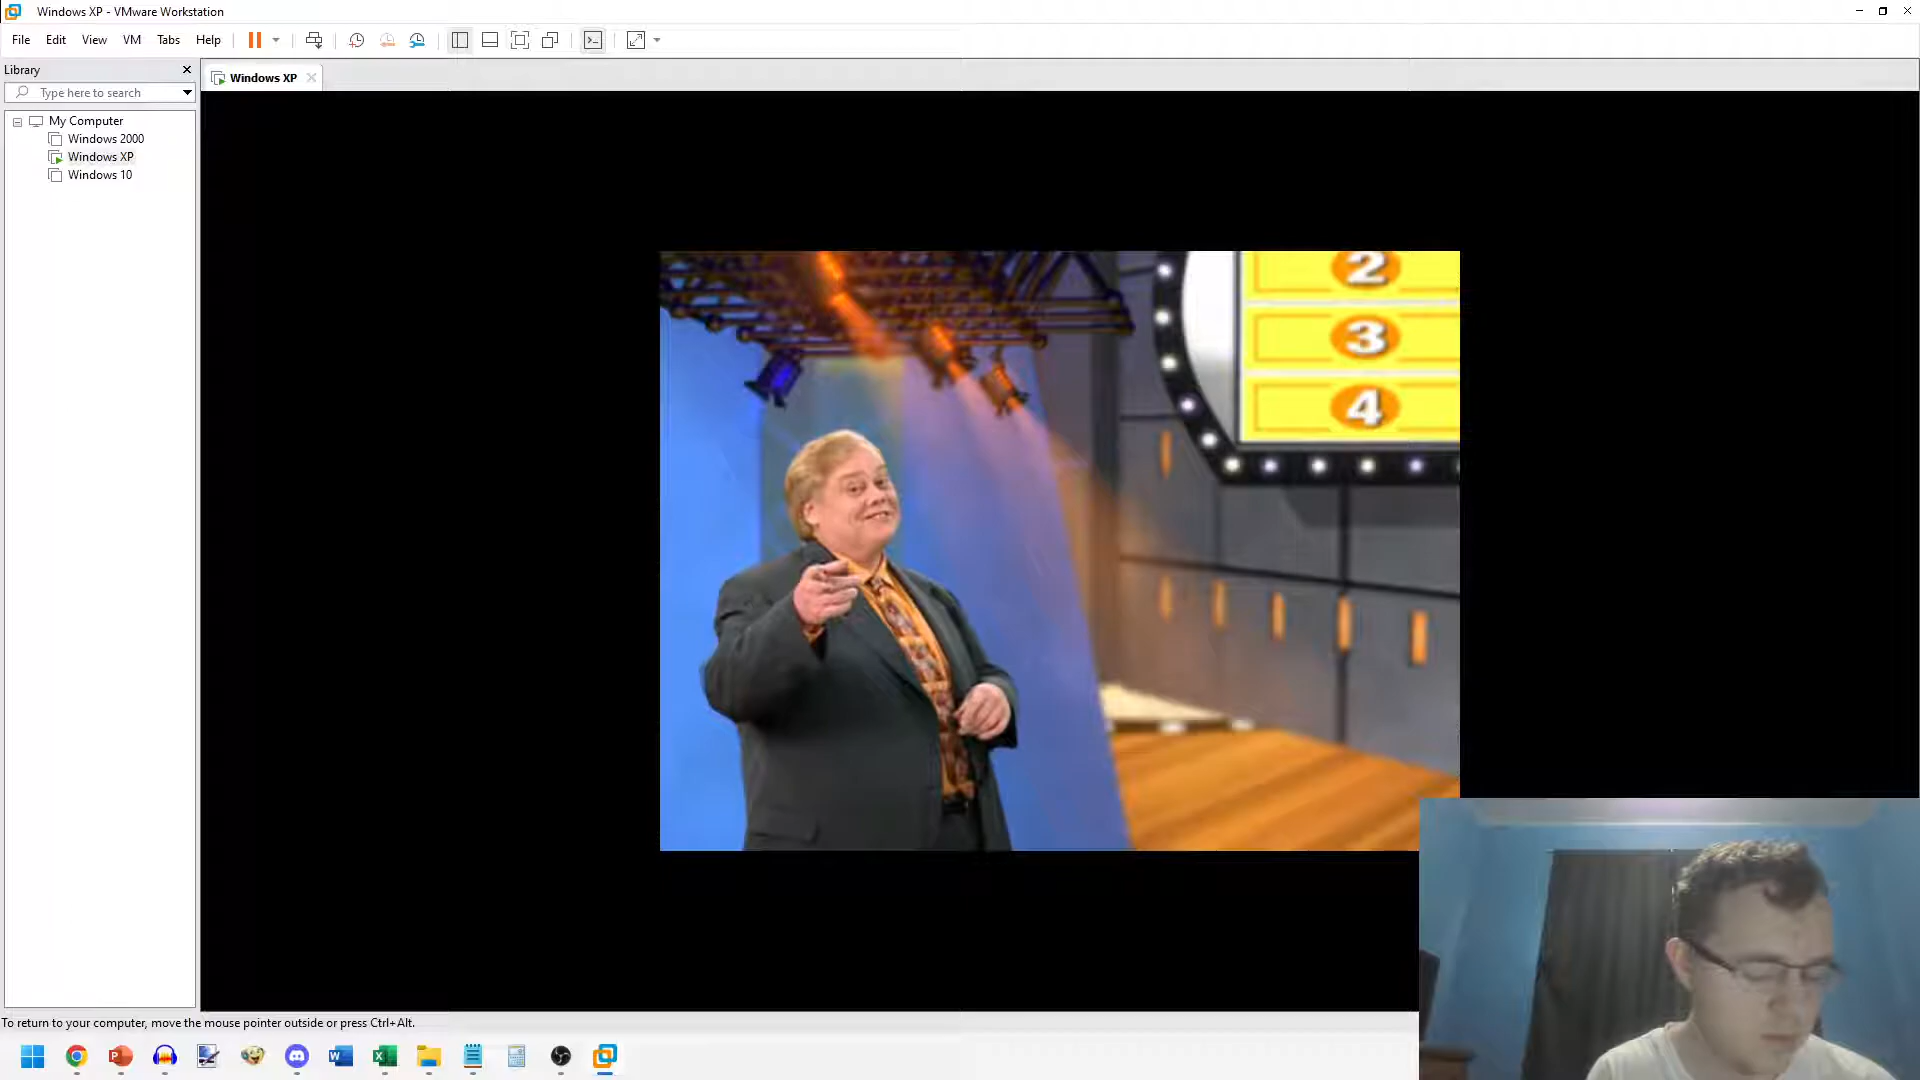 Windows XP - VMware Workstation
File Edit View VM Tabs Help
Library
Windows XP
Type here to search
My Computer
Windows 2000
Windows XP
Windows 10
2
3
4
To return to your computer, move the mouse pointer outside or press Ctrl+Alt.